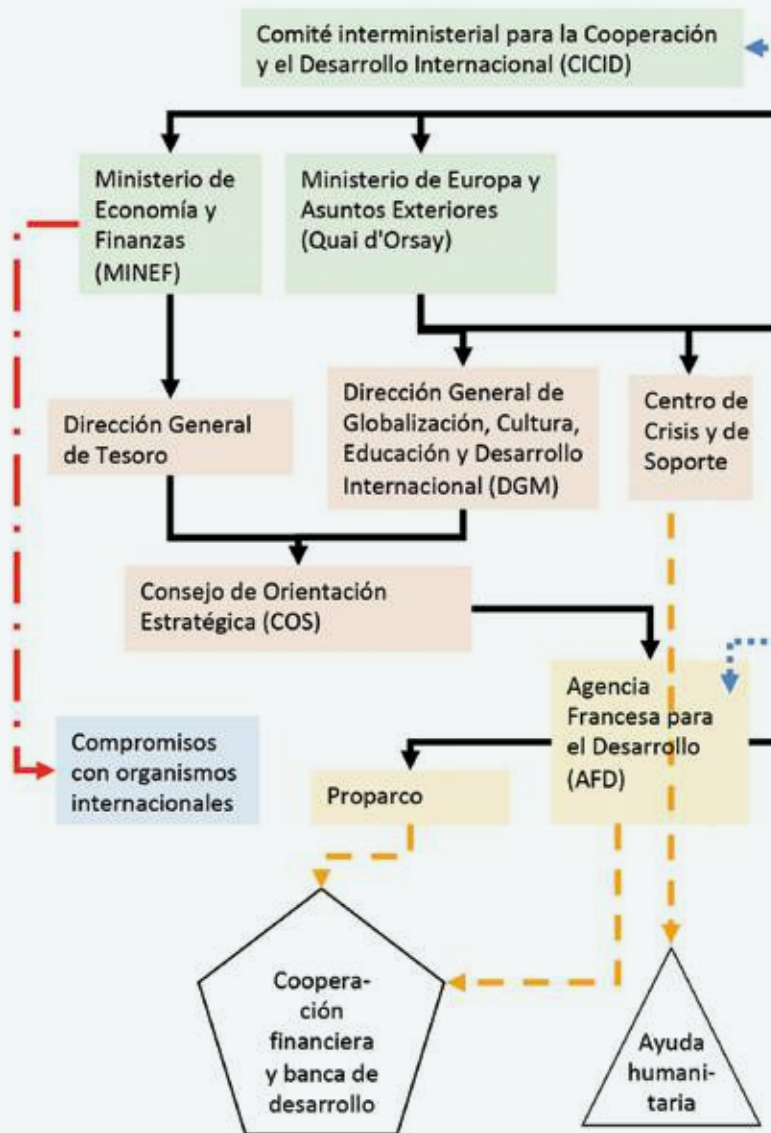 Comité interministerial para la Cooperación
y el Desarrollo Internacional (CICID)
Ministerio de
Economía y
Finanzas
(MINEF)
Ministerio de Europa y
Asuntos Exteriores
(Quai d'Orsay)
Dirección General
de Tesoro
Dirección General de
Globalización, Cultura,
Educación y Desarrollo
Internacional (DGM)
Centro de
Crisis y de
Soporte
Consejo de Orientación
Estratégica (COS)
Agencia
Francesa para
el Desarrollo
(AFD)
Compromisos
con organismos
internacionales
Proparco
Coopera-
ción
financiera
y banca de
desarrollo
Ayuda
humani-
taria